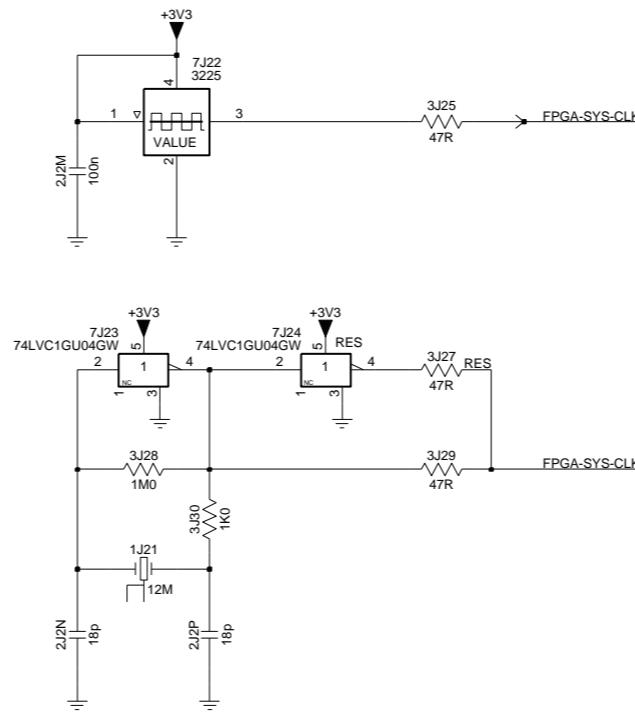 +3V3
7J22
3225
4
1
3
VALUE
2
2J2M
100n
3J25
47R
FPGA-SYS-CLK
+3V3
7J23
74LVC1GU04GW
5
2
1
4
NC
1
3
+3V3
7J24
74LVC1GU04GW
5
RES
2
1
4
NC
1
3
3J27
RES
47R
3J28
1M0
3J29
47R
FPGA-SYS-CLK
3J30
1K0
1J21
12M
2J2N
18p
2J2P
18p